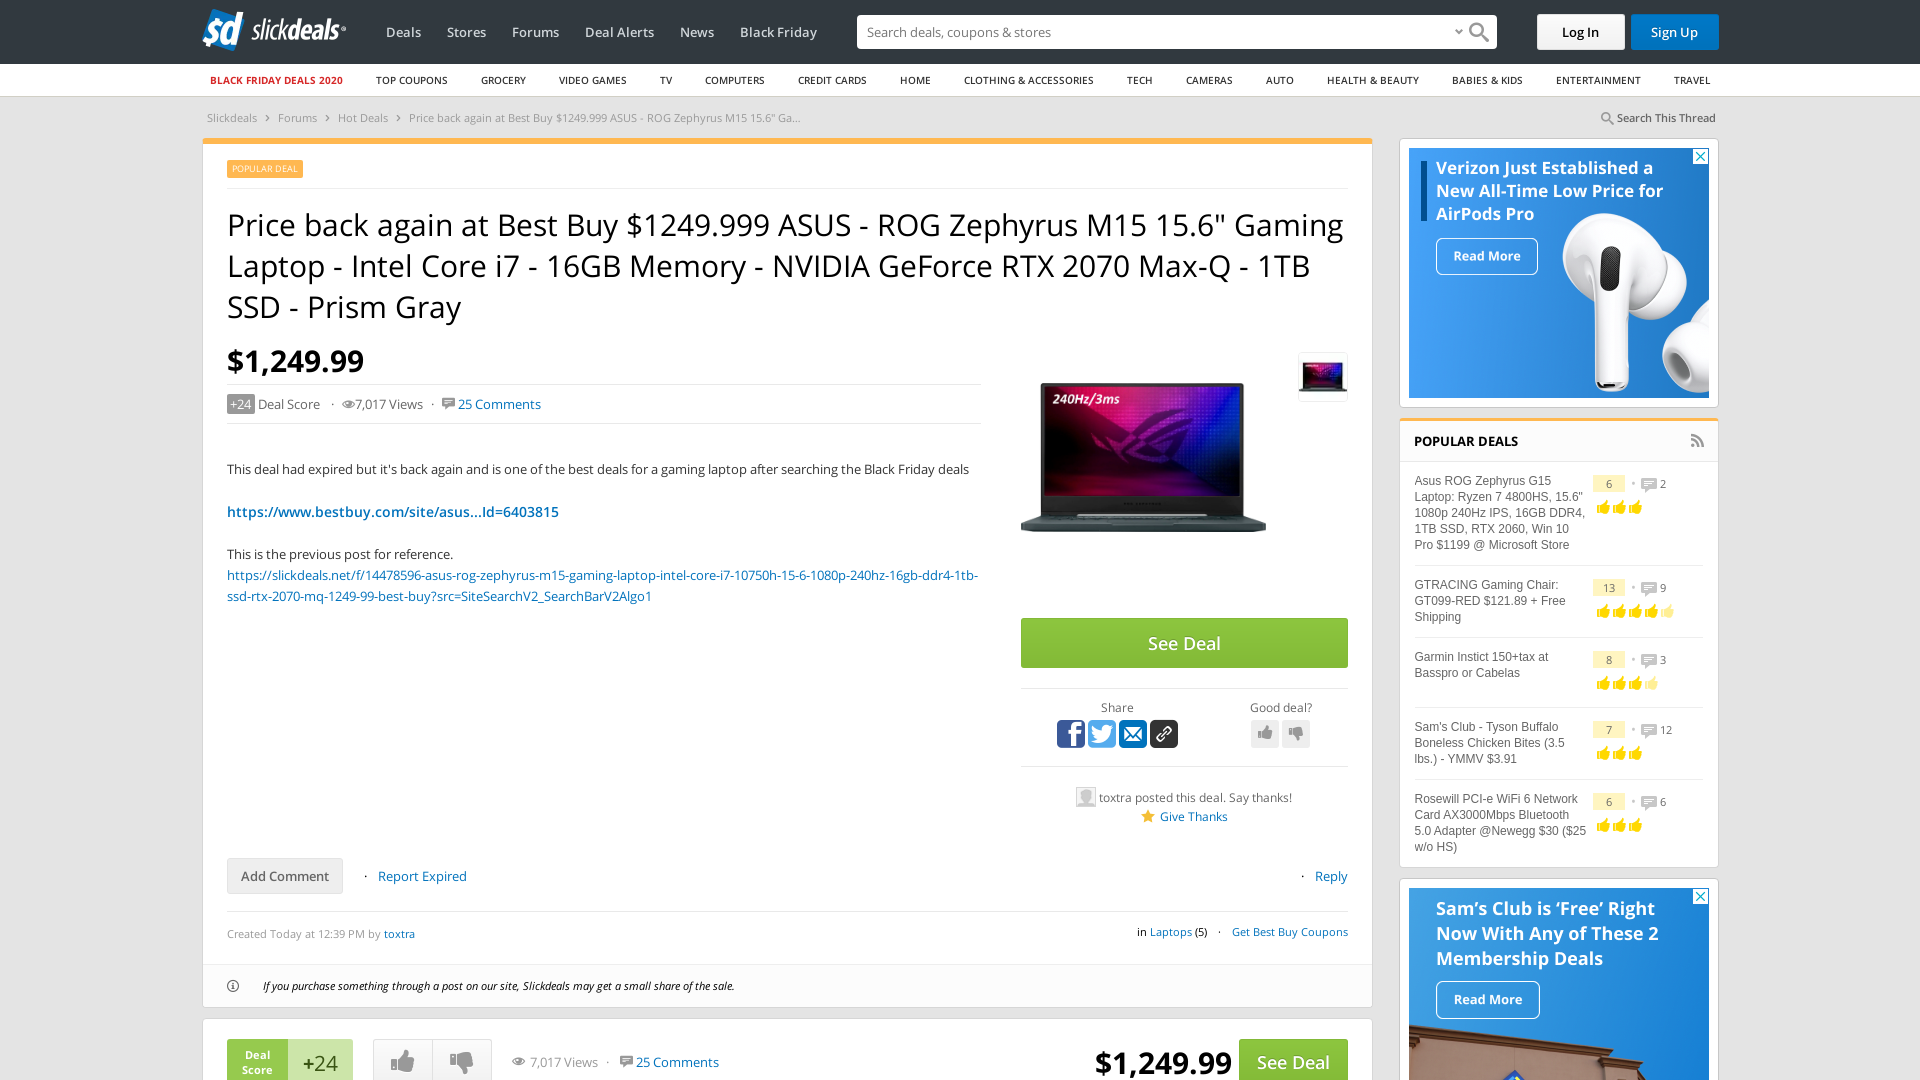 sd slickdeals
Deals
Stores
Forums
Deal Alerts
News
Black Friday
Search deals, coupons & stores
Log In
Sign Up
BLACK FRIDAY DEALS 2020
TOP COUPONS
GROCERY
VIDEO GAMES
TV
COMPUTERS
CREDIT CARDS
HOME
CLOTHING & ACCESSORIES
TECH
CAMERAS
AUTO
HEALTH & BEAUTY
BABIES & KIDS
ENTERTAINMENT
TRAVEL
Slickdeals > Forums > Hot Deals > Price back again at Best Buy $1249.999 ASUS - ROG Zephyrus M15 15.6" Ga...
Search This Thread
POPULAR DEAL
Price back again at Best Buy $1249.999 ASUS - ROG Zephyrus M15 15.6" Gaming
Laptop - Intel Core i7 - 16GB Memory - NVIDIA GeForce RTX 2070 Max-Q - 1TB
SSD - Prism Gray
$1,249.99
+24 Deal Score · 7,017 Views · 25 Comments
This deal had expired but it's back again and is one of the best deals for a gaming laptop after searching the Black Friday deals
https://www.bestbuy.com/site/asus...Id=6403815
This is the previous post for reference.
https://slickdeals.net/f/14478596-asus-rog-zephyrus-m15-gaming-laptop-intel-core-i7-10750h-15-6-1080p-240hz-16gb-ddr4-1tb-
ssd-rtx-2070-mq-1249-99-best-buy?src=SiteSearchV2_SearchBarV2Algo1
240Hz/3ms
See Deal
Share
Good deal?
toxtra posted this deal. Say thanks!
Give Thanks
Add Comment · Report Expired
· Reply
Created Today at 12:39 PM by toxtra
in Laptops (5) · Get Best Buy Coupons
If you purchase something through a post on our site, Slickdeals may get a small share of the sale.
Deal
Score
+24
7,017 Views · 25 Comments
$1,249.99
See Deal
Verizon Just Established a
New All-Time Low Price for
AirPods Pro
Read More
POPULAR DEALS
Asus ROG Zephyrus G15
Laptop: Ryzen 7 4800HS, 15.6"
1080p 240Hz IPS, 16GB DDR4,
1TB SSD, RTX 2060, Win 10
Pro $1199 @ Microsoft Store
6 • 2
GTRACING Gaming Chair:
GT099-RED $121.89 + Free
Shipping
13 • 9
Garmin Instict 150+tax at
Basspro or Cabelas
8 • 3
Sam's Club - Tyson Buffalo
Boneless Chicken Bites (3.5
lbs.) - YMMV $3.91
7 • 12
Rosewill PCI-e WiFi 6 Network
Card AX3000Mbps Bluetooth
5.0 Adapter @Newegg $30 ($25
w/o HS)
6 • 6
Sam's Club is 'Free' Right
Now With Any of These 2
Membership Deals
Read More